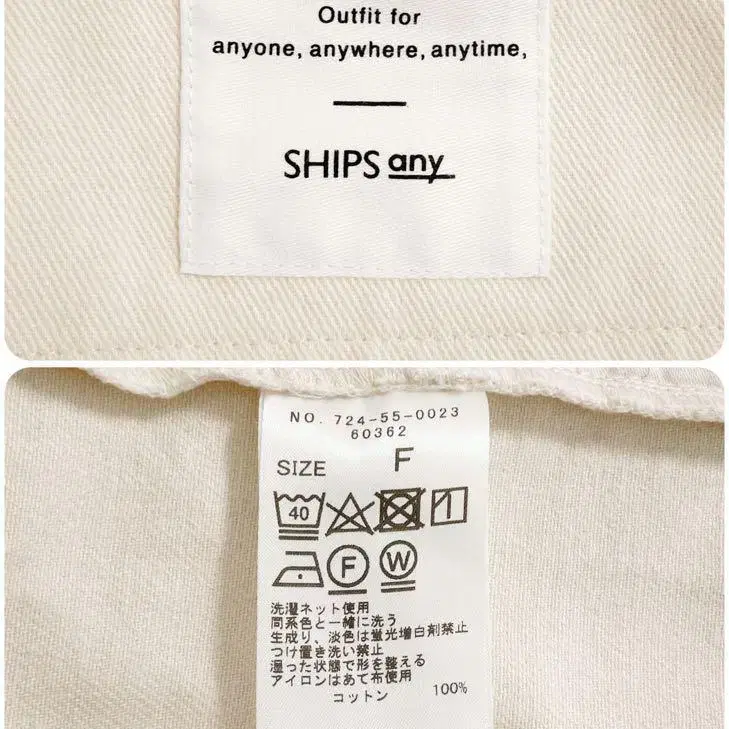 Outfit for
anyone, anywhere, anytime,
SHIPS any
NO. 724-55-0023
60362
SIZE F
40
F W
洗濯ネット使用
同系色と一緒に洗う
生成り、淡色は蛍光増白剤禁止
つけ置き洗い禁止
湿った状態で形を整える
アイロンはあて布使用
コットン 100%